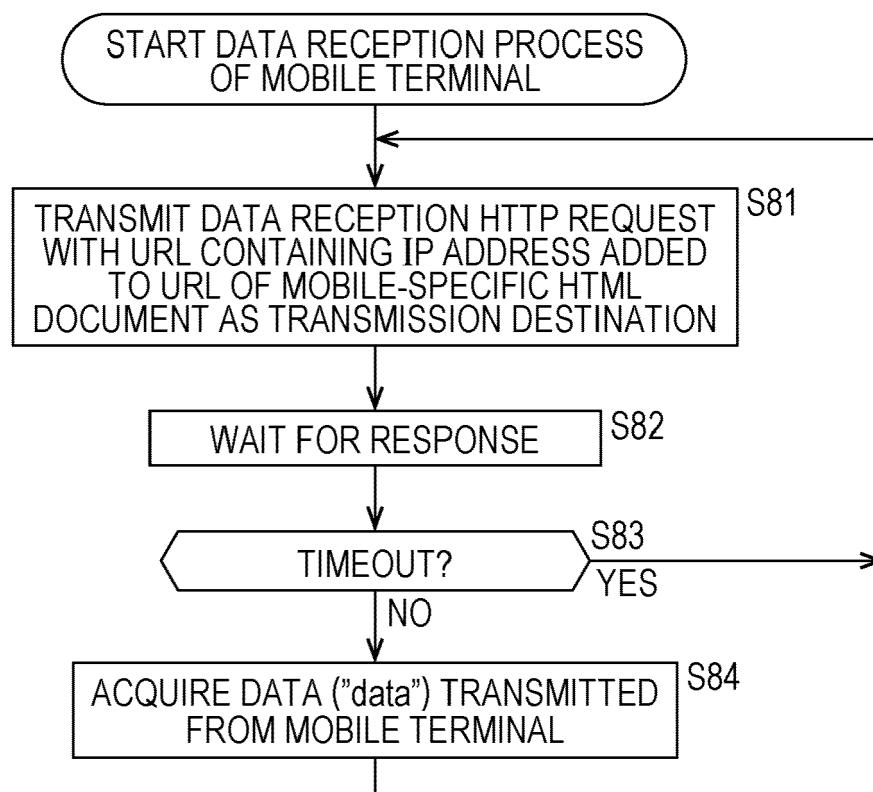 START DATA RECEPTION PROCESS
OF MOBILE TERMINAL
TRANSMIT DATA RECEPTION HTTP REQUEST
WITH URL CONTAINING IP ADDRESS ADDED
TO URL OF MOBILE-SPECIFIC HTML
DOCUMENT AS TRANSMISSION DESTINATION
S81
WAIT FOR RESPONSE
S82
TIMEOUT?
S83
YES
NO
ACQUIRE DATA ("data") TRANSMITTED
FROM MOBILE TERMINAL
S84